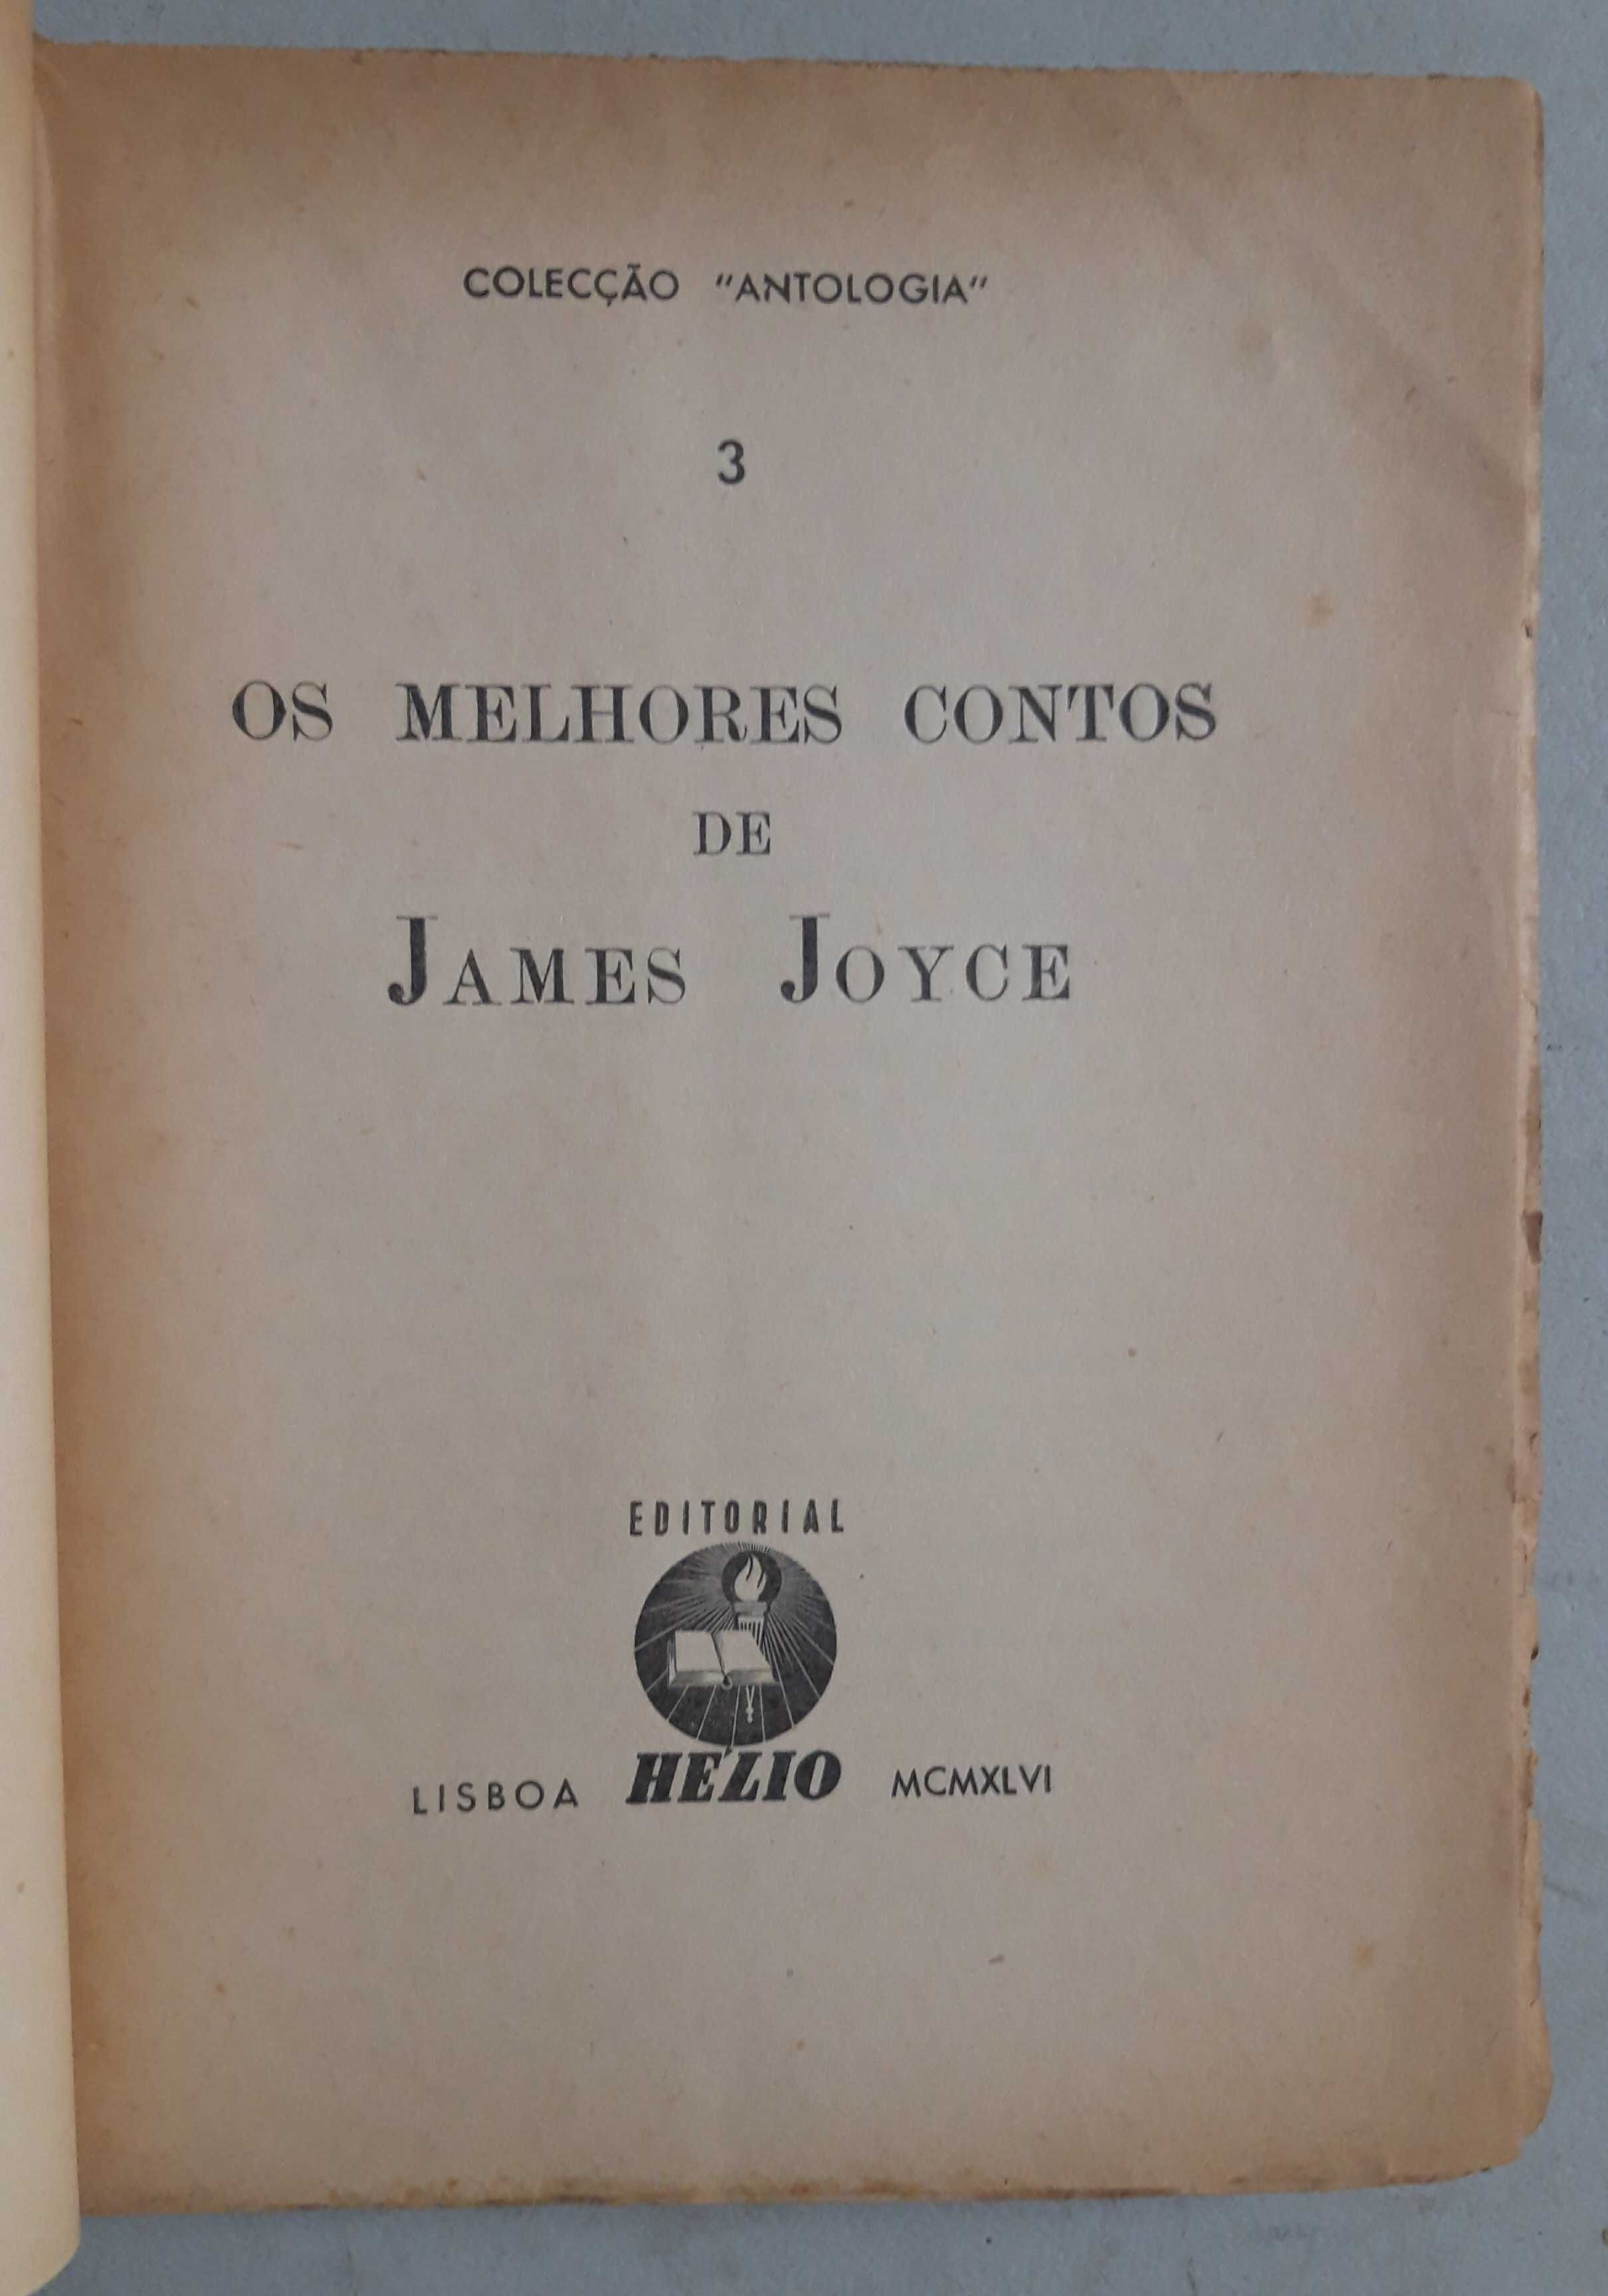 COLECÇÃO "ANTOLOGIA"
3
OS MELHORES CONTOS
DE
JAMES JOYCE
EDITORIAL
LISBOA HÉLIO MCMXLVI